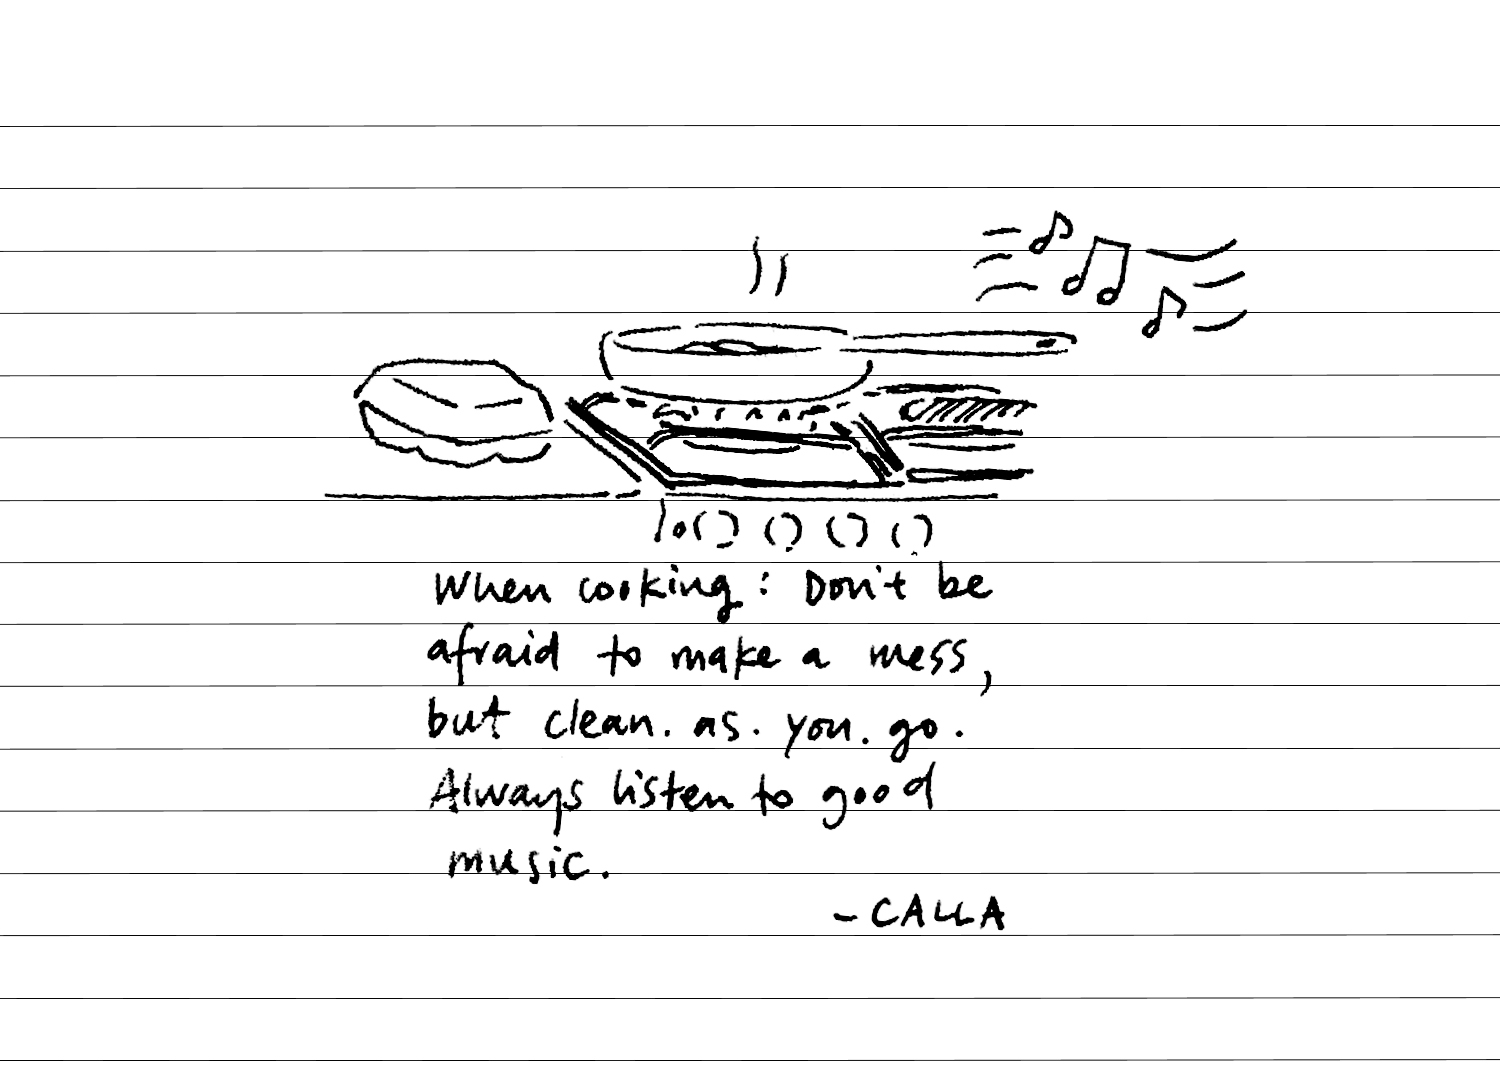 When cooking: Don't be
afraid to make a mess,
but clean. as. you. go.
Always listen to good
music.
- CALLA